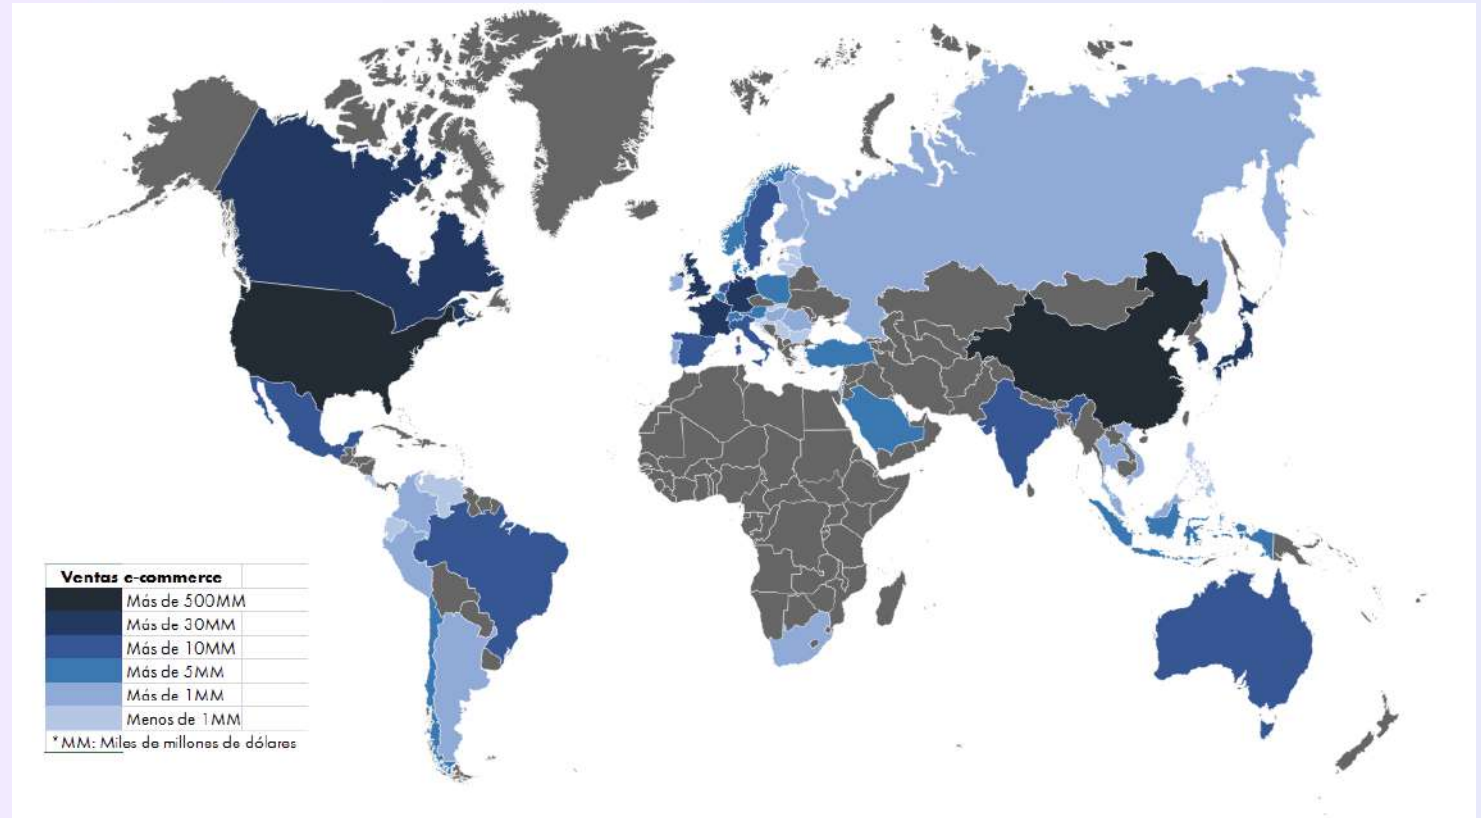 Ventas e-commerce
Más de 500MM
Más de 30MM
Más de 10MM
Más de 5MM
Más de 1MM
Menos de 1MM
*MM: Miles de millones de dólares